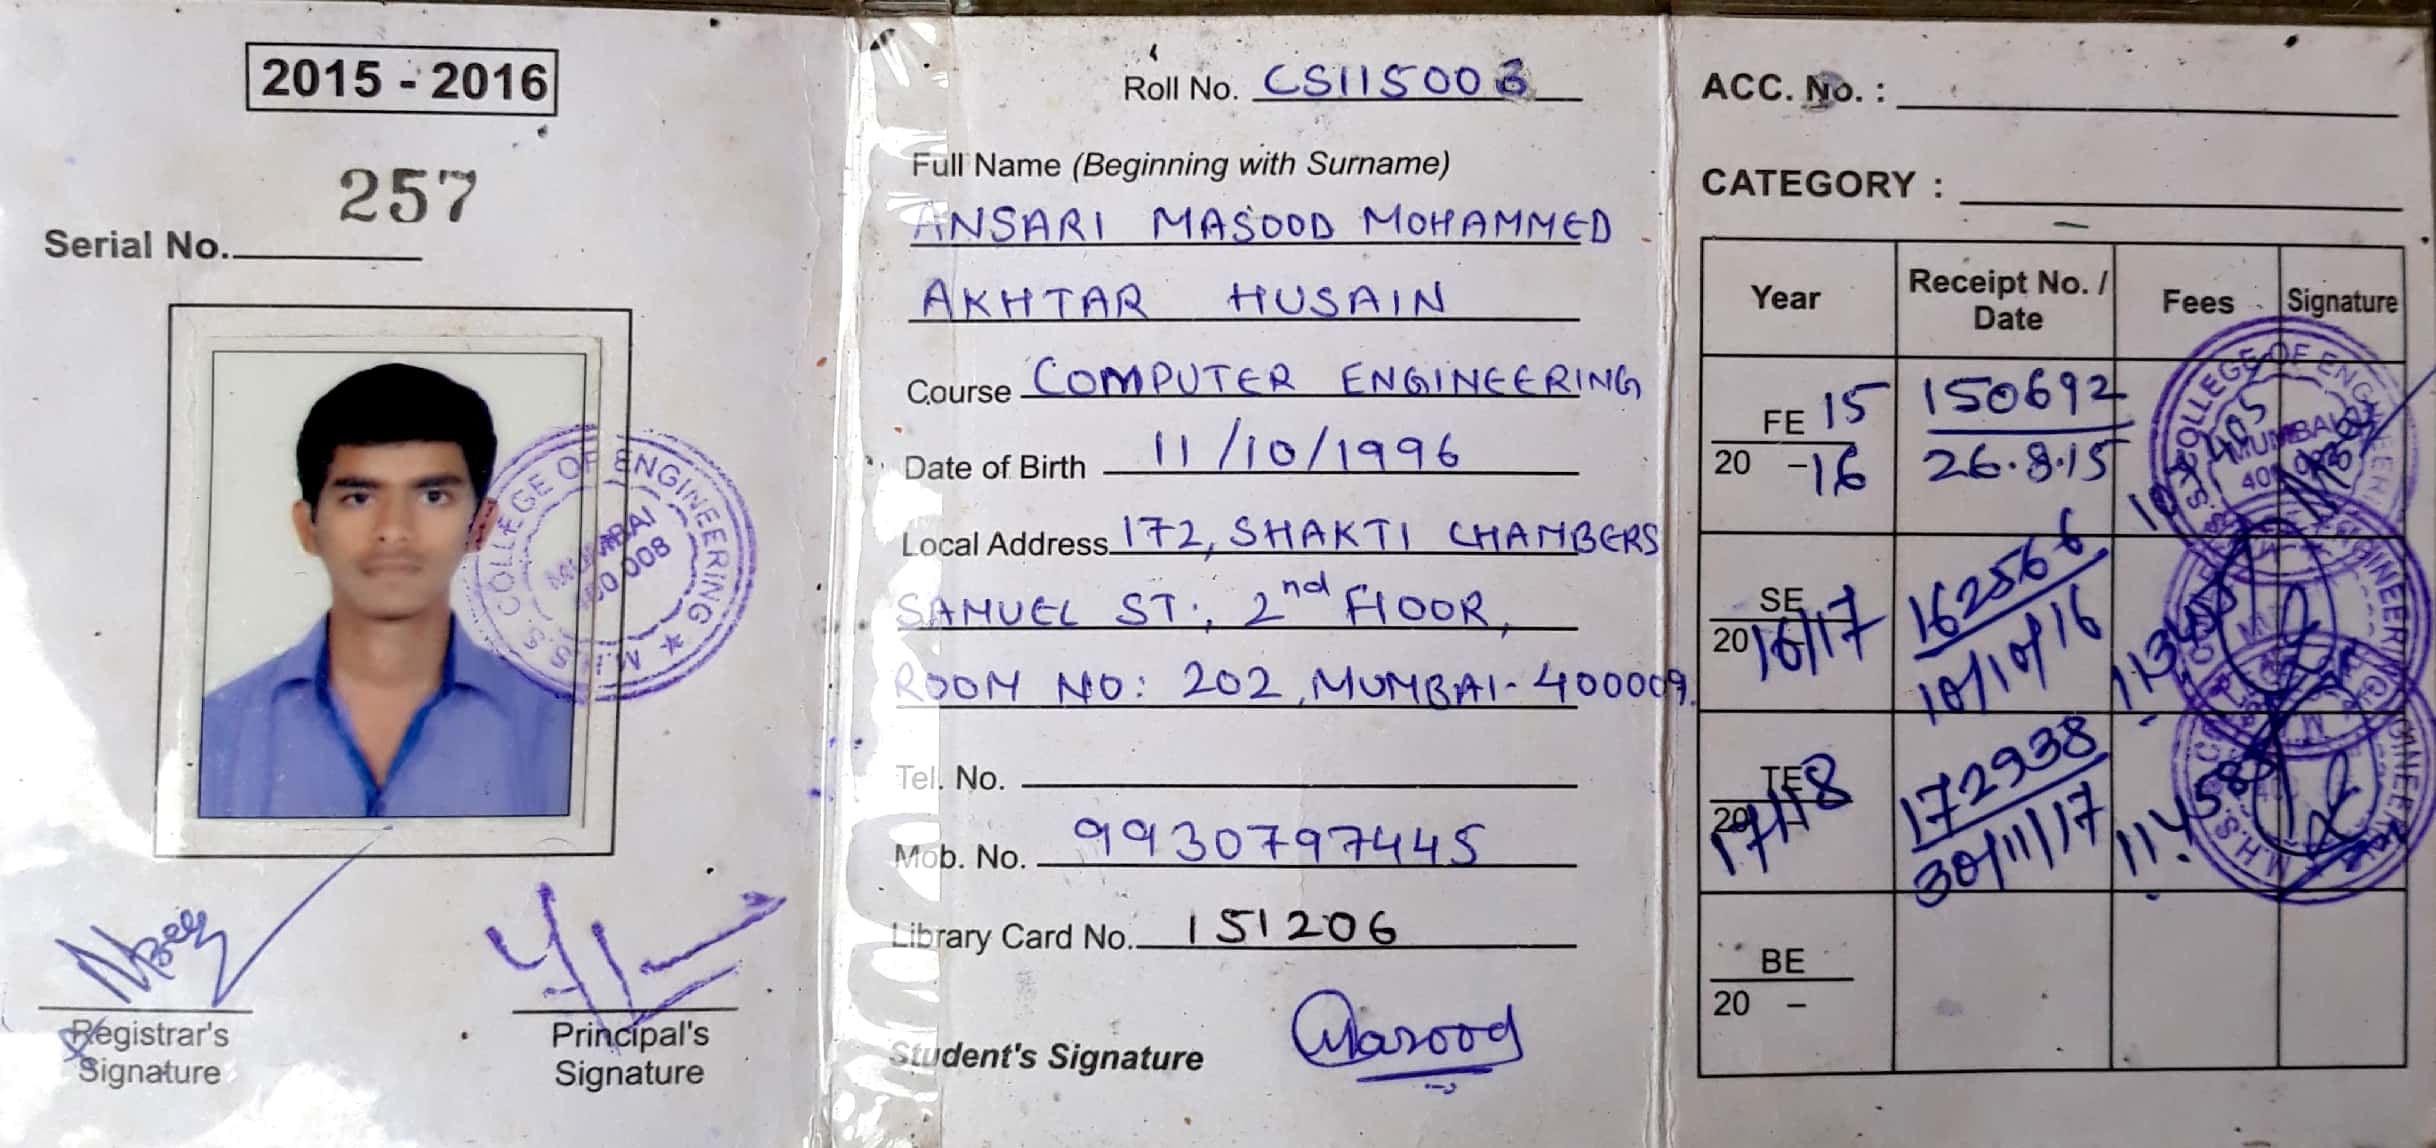 2015 - 2016
257
Serial No.
COLLEGE OF ENGINEERING ★ M.H. S.S.
MUMBAI
400 008
Registrar's
Signature
Principal's
Signature
Roll No. CS115003
Full Name (Beginning with Surname)
ANSARI MASOOD MOHAMMED
AKHTAR HUSAIN
Course COMPUTER ENGINEERING
Date of Birth 11/10/1996
Local Address 172, SHAKTI CHAMBERS
SAMUEL ST., 2nd FlOOR,
ROOM NO: 202, MUMBAI-400009.
Tel. No.
Mob. No. 9930797445
Library Card No. 151206
Student's Signature Masood
ACC. No. :
CATEGORY :
Year Receipt No. / Date Fees Signature
FE 15 150692
20 -16 26.8.15
SE 162566
20 16/17 10/10/16
TE 172938
20 17/18 30/11/17
BE
20 –